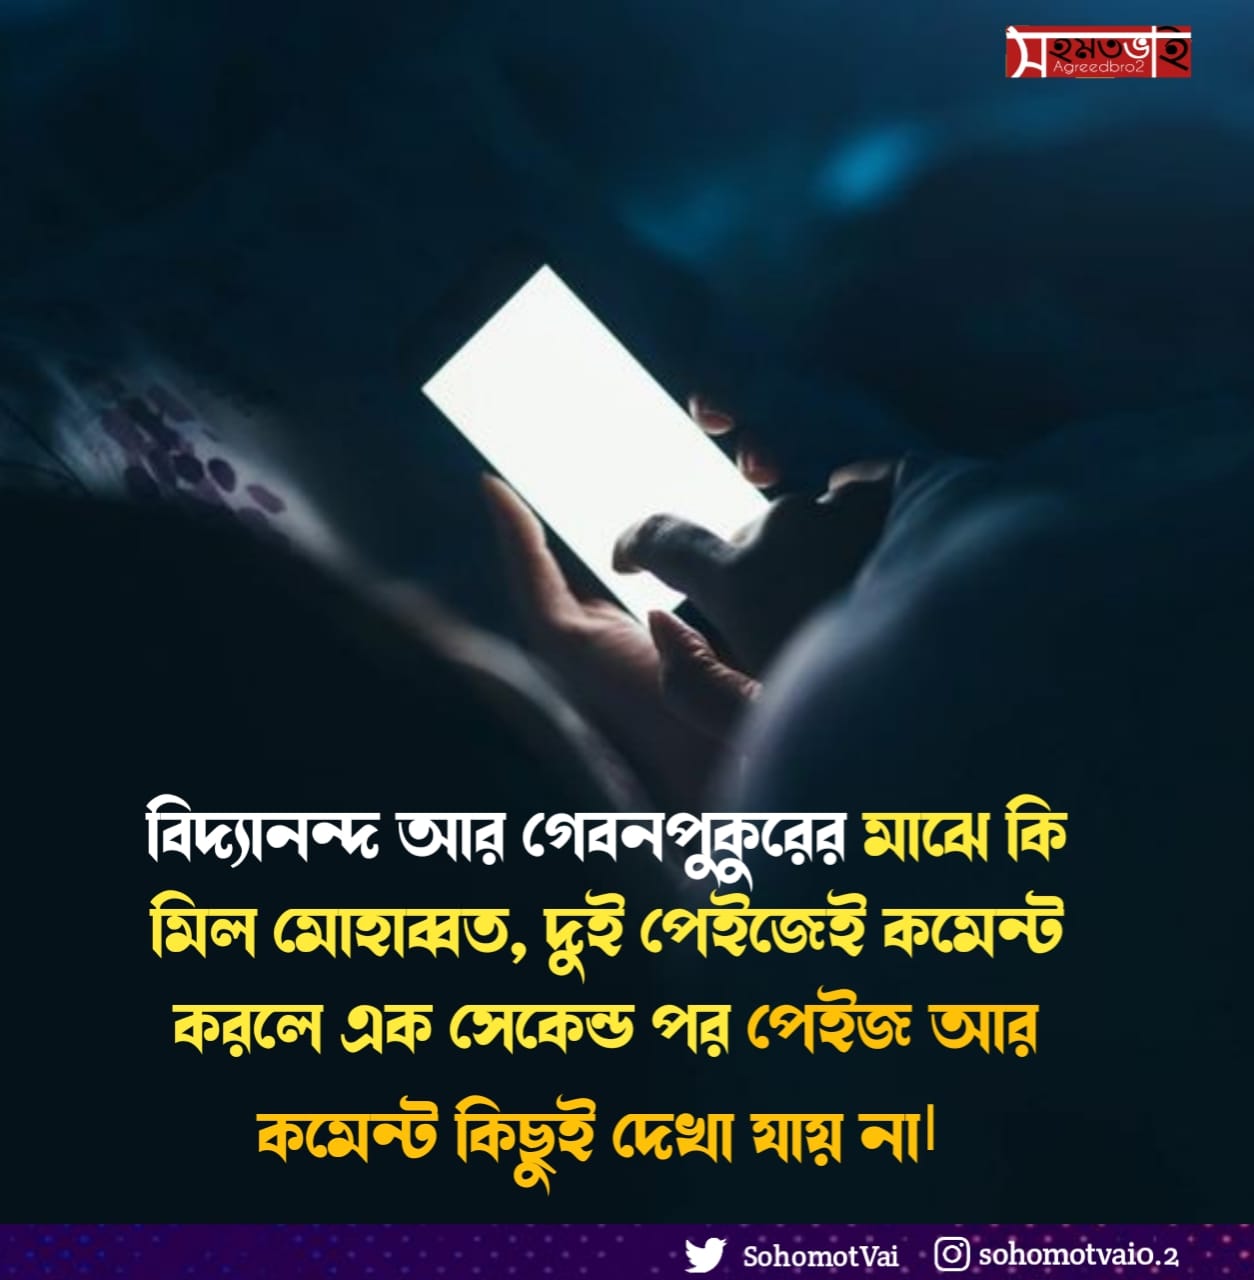 সহমতভাই
Agreedbro2
বিদ্যানন্দ আর গেবনপুকুরের মাঝে কি
মিল মোহাব্বত, দুই পেইজেই কমেন্ট
করলে এক সেকেন্ড পর পেইজ আর
কমেন্ট কিছুই দেখা যায় না।
SohomotVai sohomotvaio.2